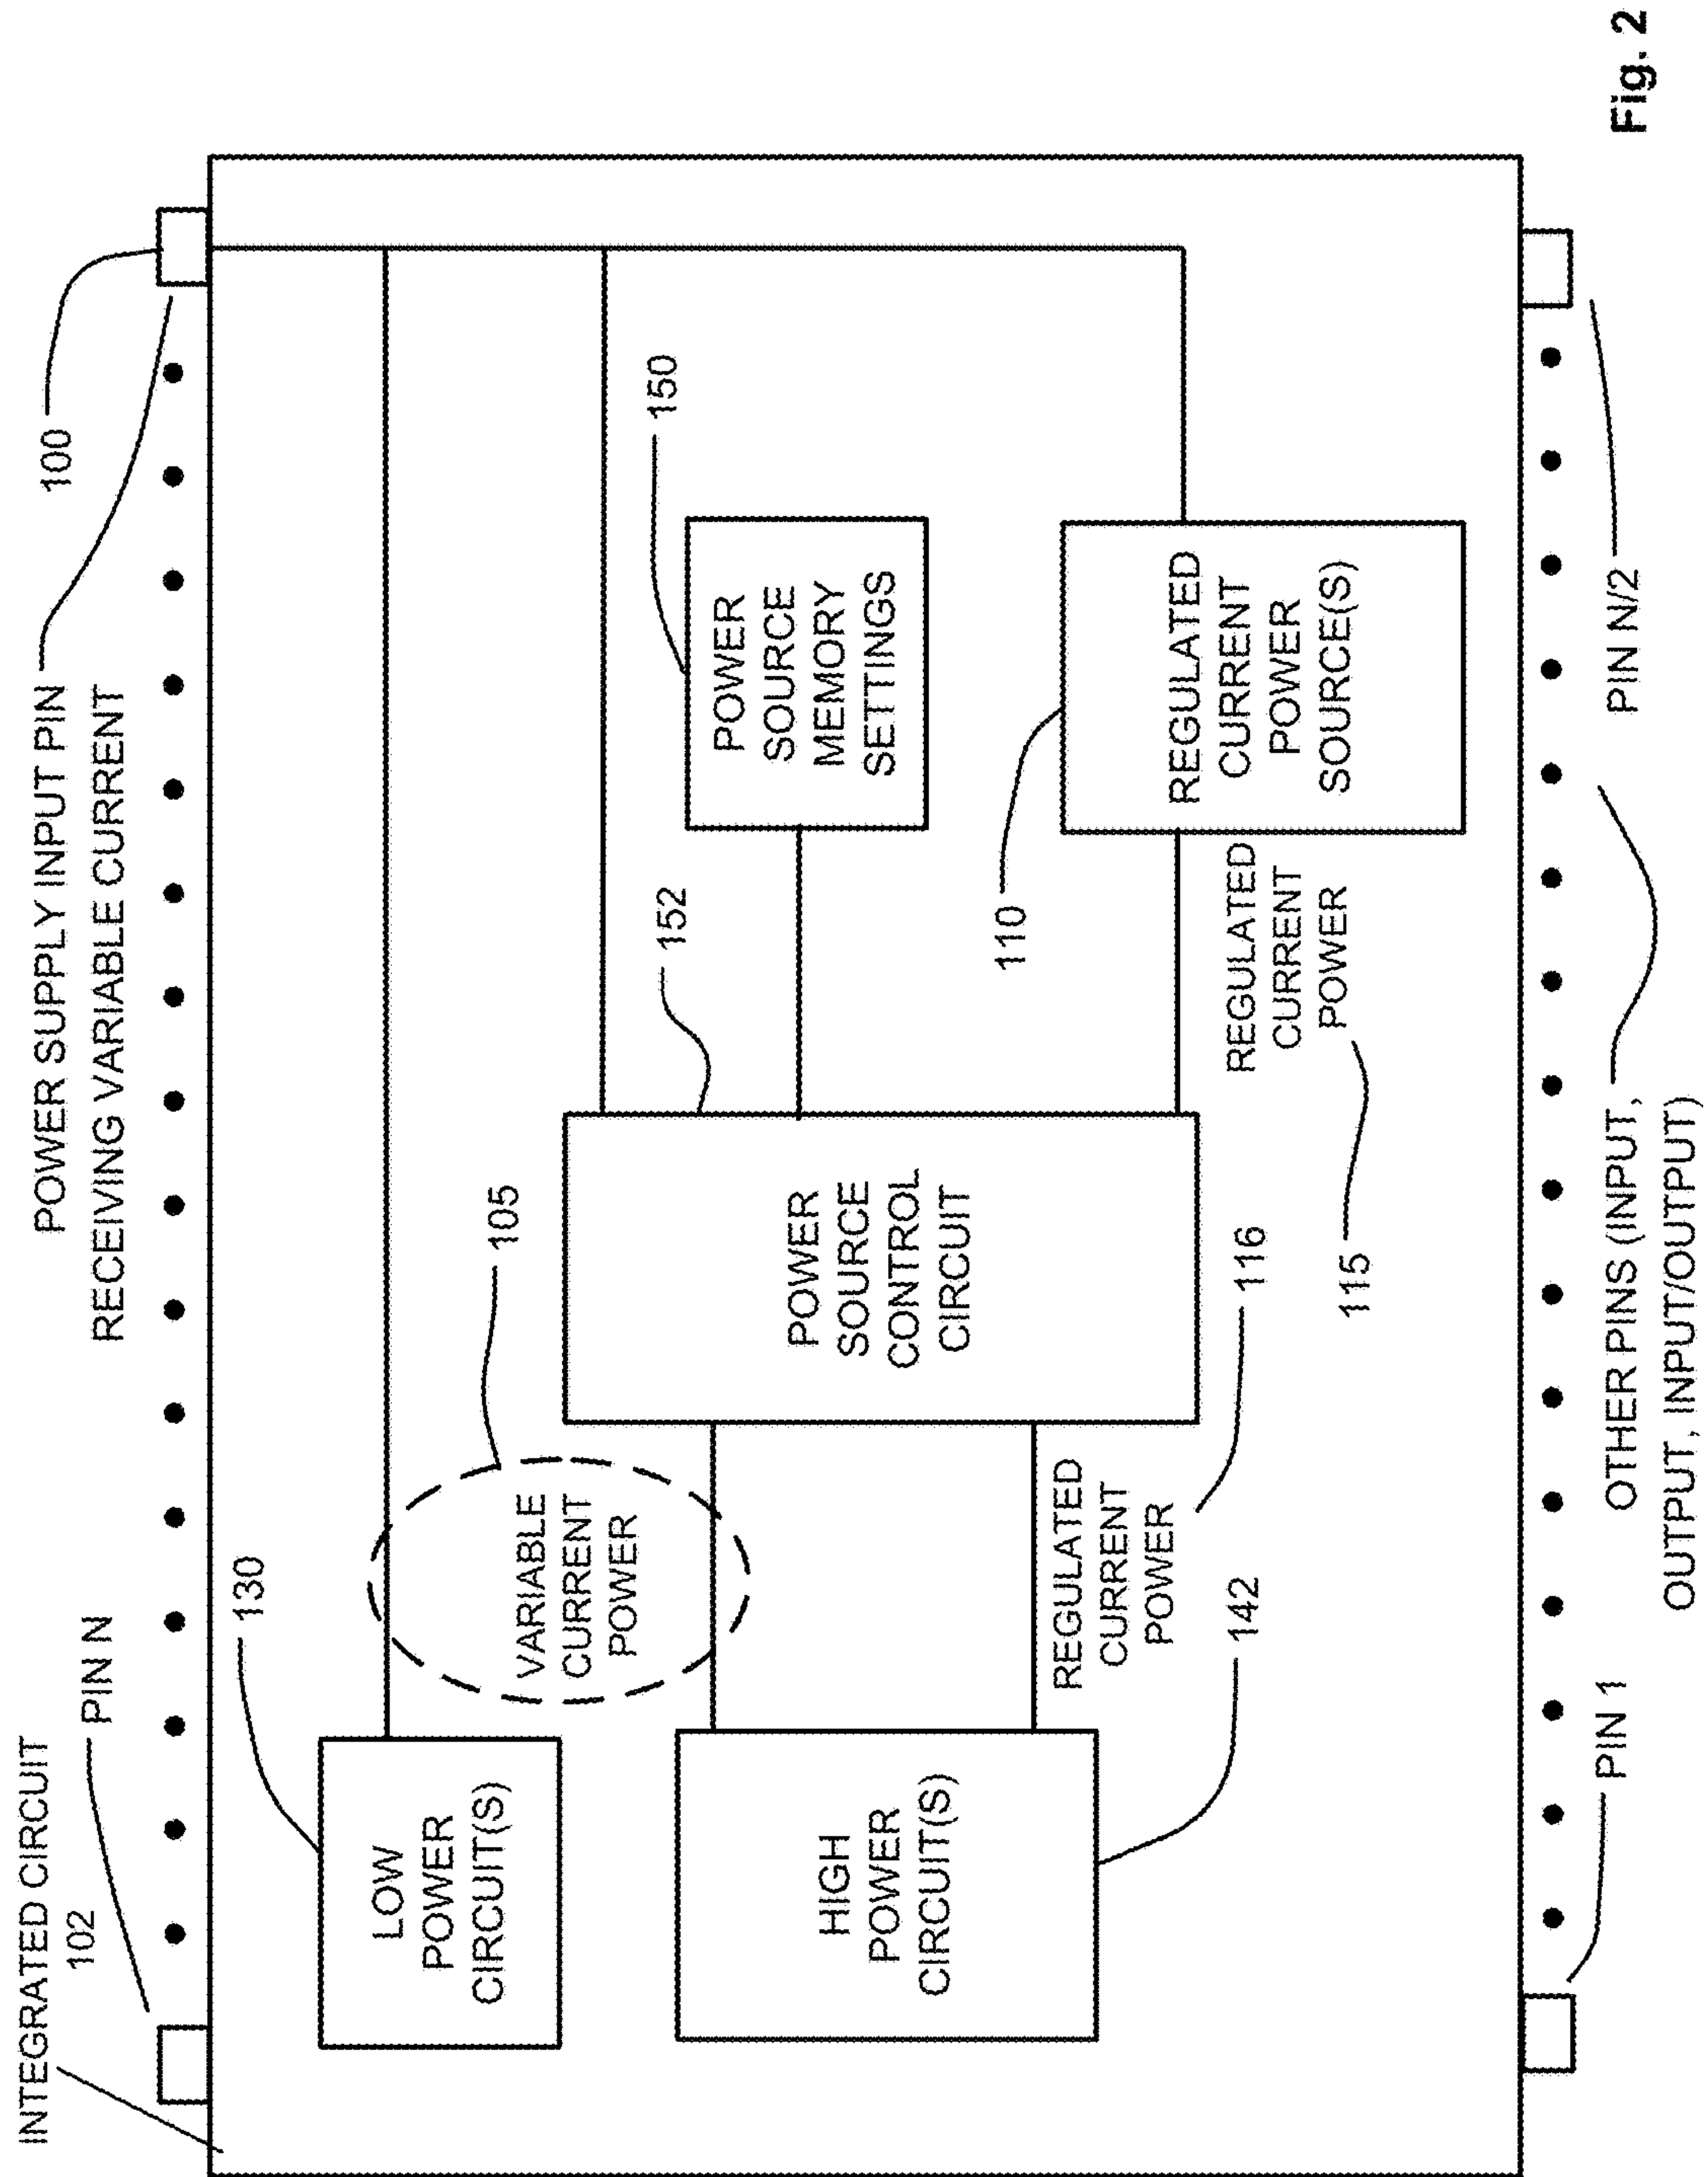 INTEGRATED CIRCUIT
102
PIN N
POWER SUPPLY INPUT PIN
RECEIVING VARIABLE CURRENT
100
130
LOW
POWER
CIRCUIT(S)
105
VARIABLE
CURRENT
POWER
152
150
HIGH
POWER
CIRCUIT(S)
POWER
SOURCE
CONTROL
CIRCUIT
POWER
SOURCE
MEMORY
SETTINGS
REGULATED
CURRENT
POWER
142
116
110
REGULATED
CURRENT
POWER
115
REGULATED
CURRENT
POWER
SOURCE(S)
PIN 1
OTHER PINS (INPUT,
OUTPUT, INPUT/OUTPUT)
PIN N/2
Fig. 2